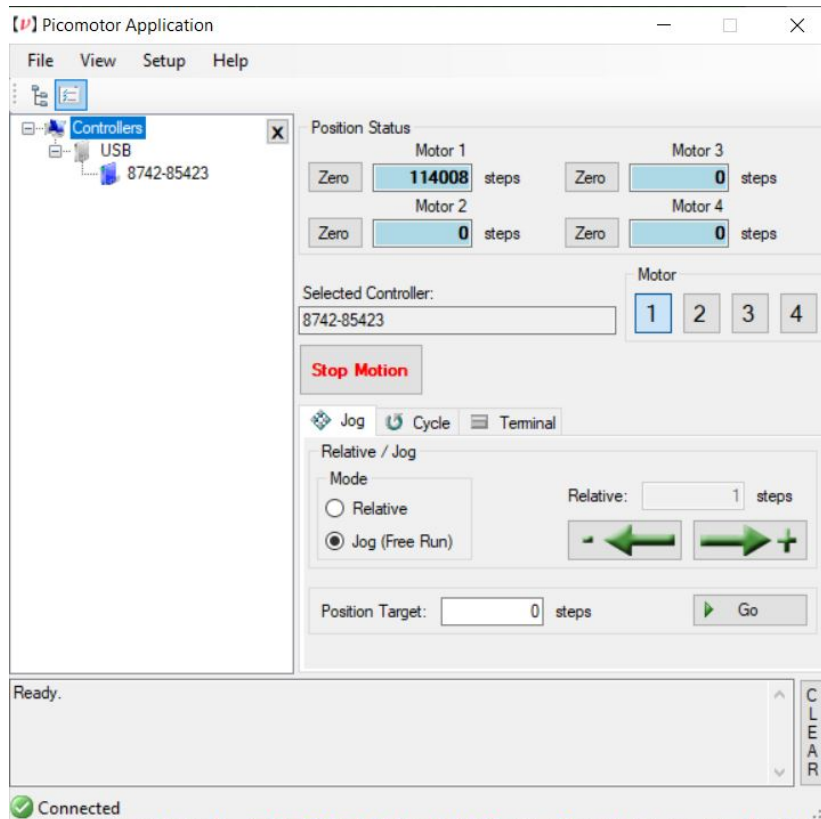 Picomotor Application
File View Setup Help
Controllers
USB
8742-85423
X
Position Status
Motor 1 Motor 3
Zero 114008 steps Zero 0 steps
Motor 2 Motor 4
Zero 0 steps Zero 0 steps
Selected Controller:
8742-85423
Motor
1 2 3 4
Stop Motion
Jog Cycle Terminal
Relative / Jog
Mode
Relative
Jog (Free Run)
Relative: 1 steps
- +
Position Target: 0 steps Go
Ready.
CLEAR
Connected